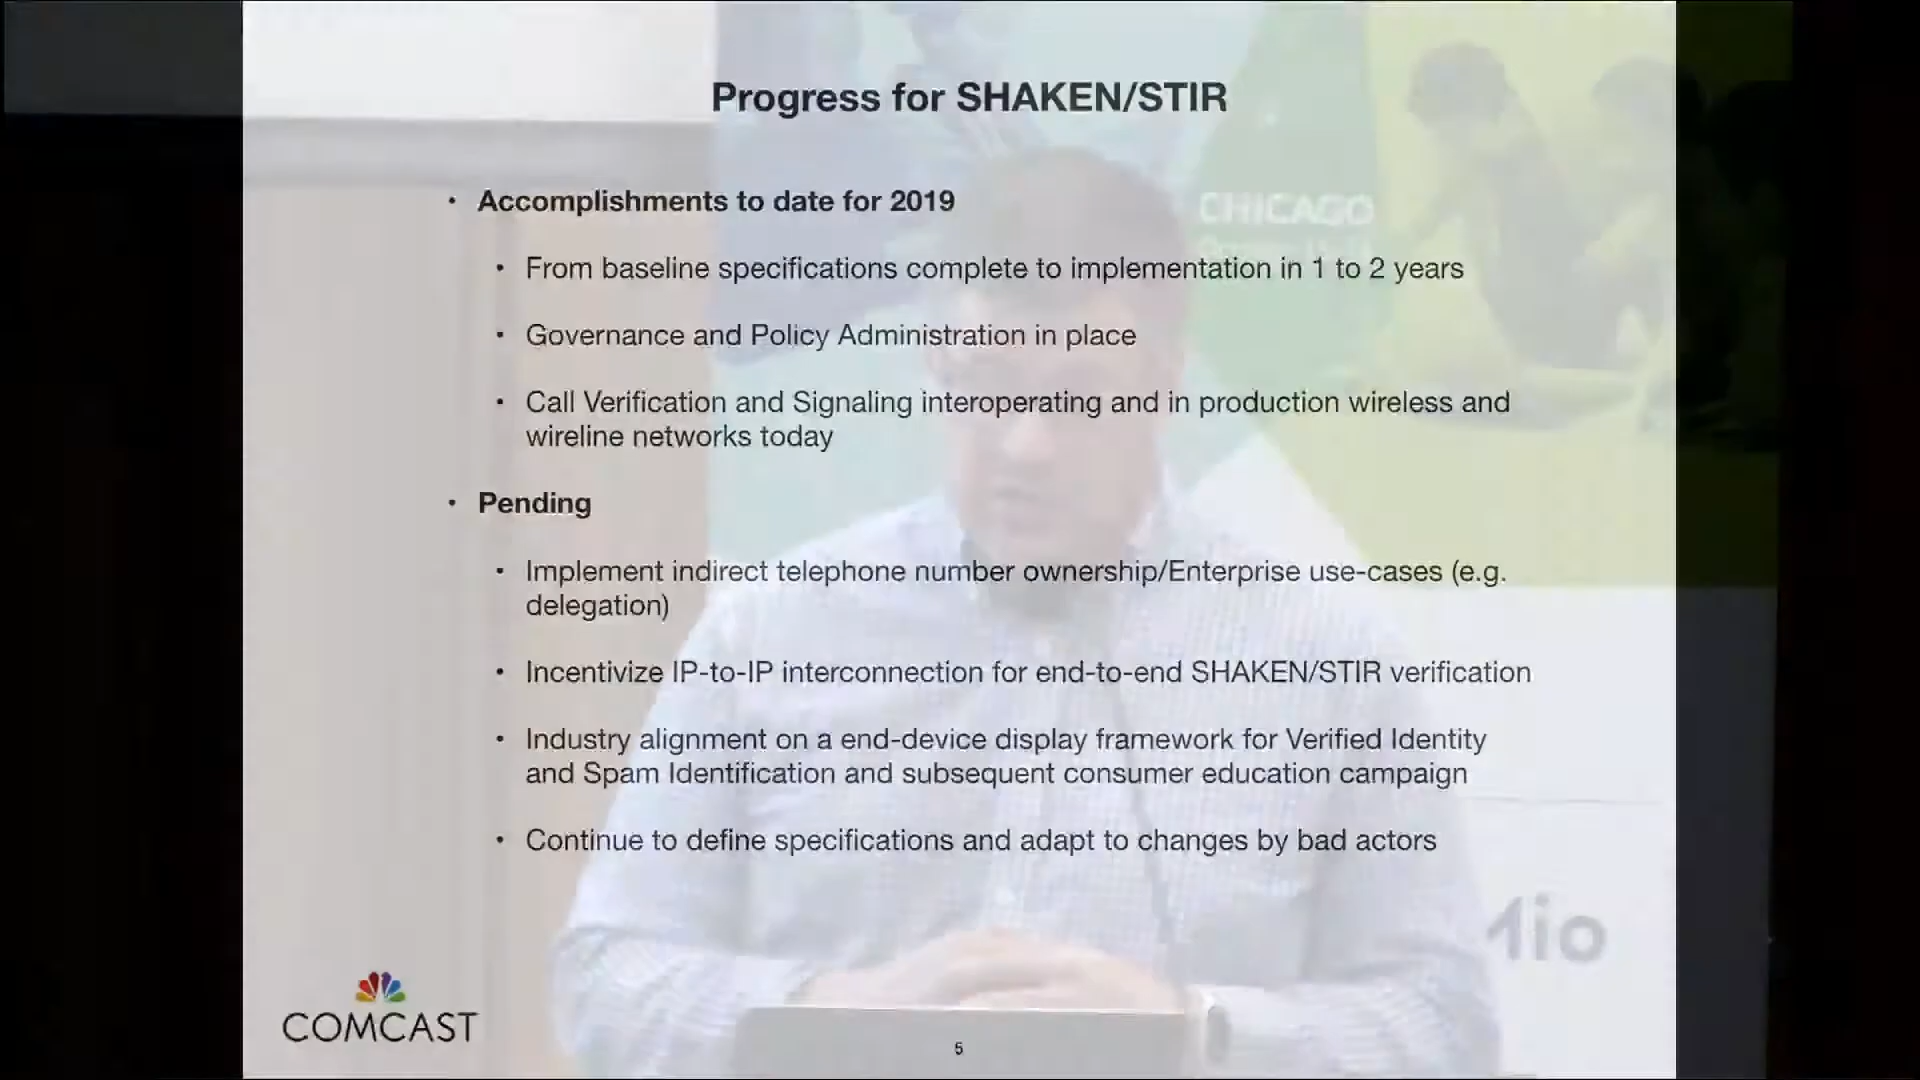 Progress for SHAKEN/STIR
• Accomplishments to date for 2019
• From baseline specifications complete to implementation in 1 to 2 years
• Governance and Policy Administration in place
• Call Verification and Signaling interoperating and in production wireless and
wireline networks today
• Pending
• Implement indirect telephone number ownership/Enterprise use-cases (e.g.
delegation)
• Incentivize IP-to-IP interconnection for end-to-end SHAKEN/STIR verification
• Industry alignment on a end-device display framework for Verified Identity
and Spam Identification and subsequent consumer education campaign
• Continue to define specifications and adapt to changes by bad actors
CHICAGO
COMCAST
5